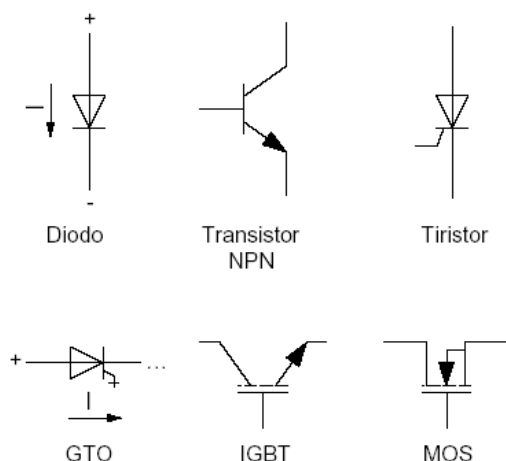 +
I
-
Diodo
Transistor
NPN
Tiristor
+
...
I
GTO
IGBT
MOS